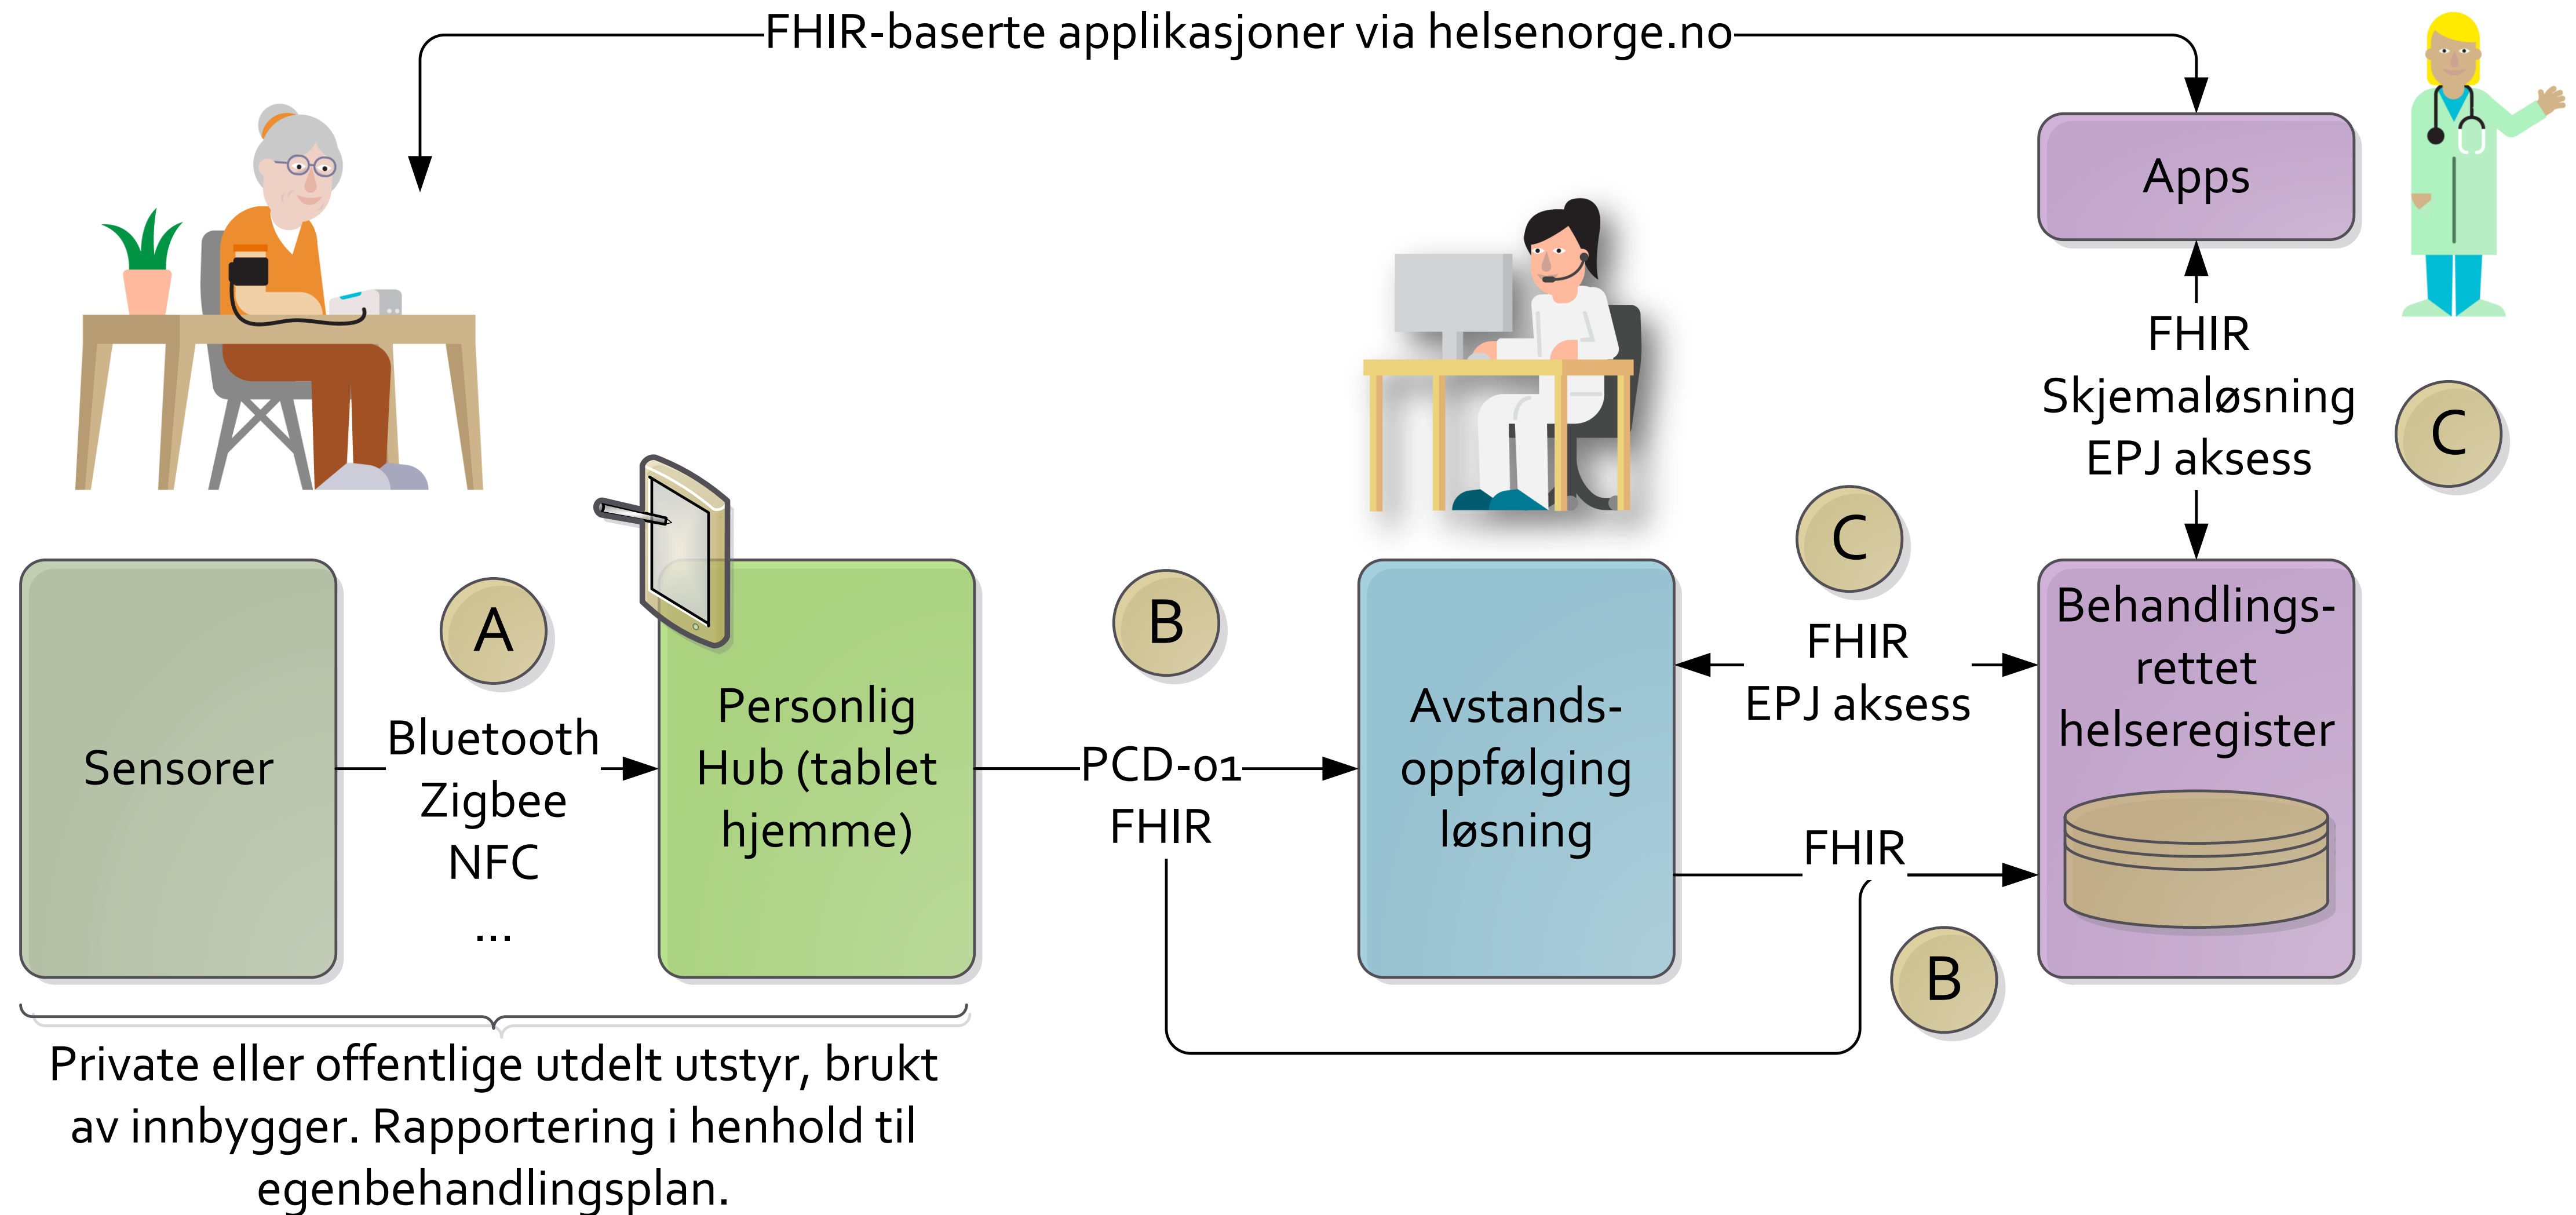 FHIR-baserte applikasjoner via helsenorge.no
Apps
FHIR
Skjemaløsning
EPJ aksess
C
Sensorer
A
Bluetooth
Zigbee
NFC
...
Personlig
Hub (tablet
hjemme)
B
PCD-01
FHIR
Avstands-
oppfølging
løsning
C
FHIR
EPJ aksess
FHIR
B
Behandlings-
rettet
helseregister
Private eller offentlige utdelt utstyr, brukt
av innbygger. Rapportering i henhold til
egenbehandlingsplan.